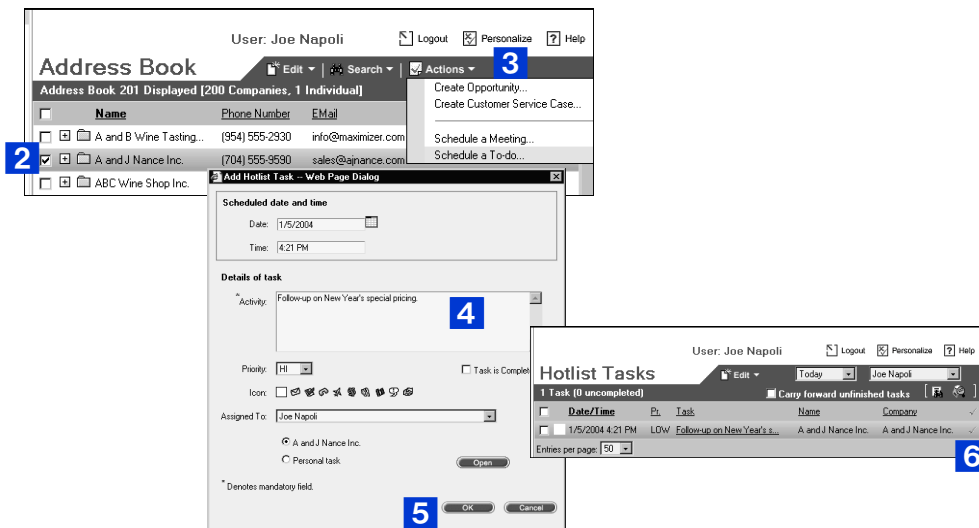 User: Joe Napoli Logout Personalize ? Help
Address Book Edit Search Actions 3
Address Book 201 Displayed [200 Companies, 1 Individual]
Create Opportunity...
Create Customer Service Case...
Schedule a Meeting...
Schedule a To-do...
Name Phone Number EMail
A and B Wine Tasting... (954) 555-2930 info@maximizer.com
2 A and J Nance Inc. (704) 555-9590 sales@ajnance.com
ABC Wine Shop Inc.
Add Hotlist Task -- Web Page Dialog
Scheduled date and time
Date: 1/5/2004
Time: 4:21 PM
Details of task
*Activity: Follow-up on New Year's special pricing.
4
Priority: HI Task is Complet
Icon:
Assigned To: Joe Napoli
A and J Nance Inc.
Personal task Open
* Denotes mandatory field.
5 OK Cancel
User: Joe Napoli Logout Personalize ? Help
Hotlist Tasks Edit Today Joe Napoli
1 Task (0 uncompleted) Carry forward unfinished tasks
Date/Time Pr. Task Name Company
1/5/2004 4:21 PM LOW Follow-up on New Year's s... A and J Nance Inc. A and J Nance Inc.
Entries per page: 50
6